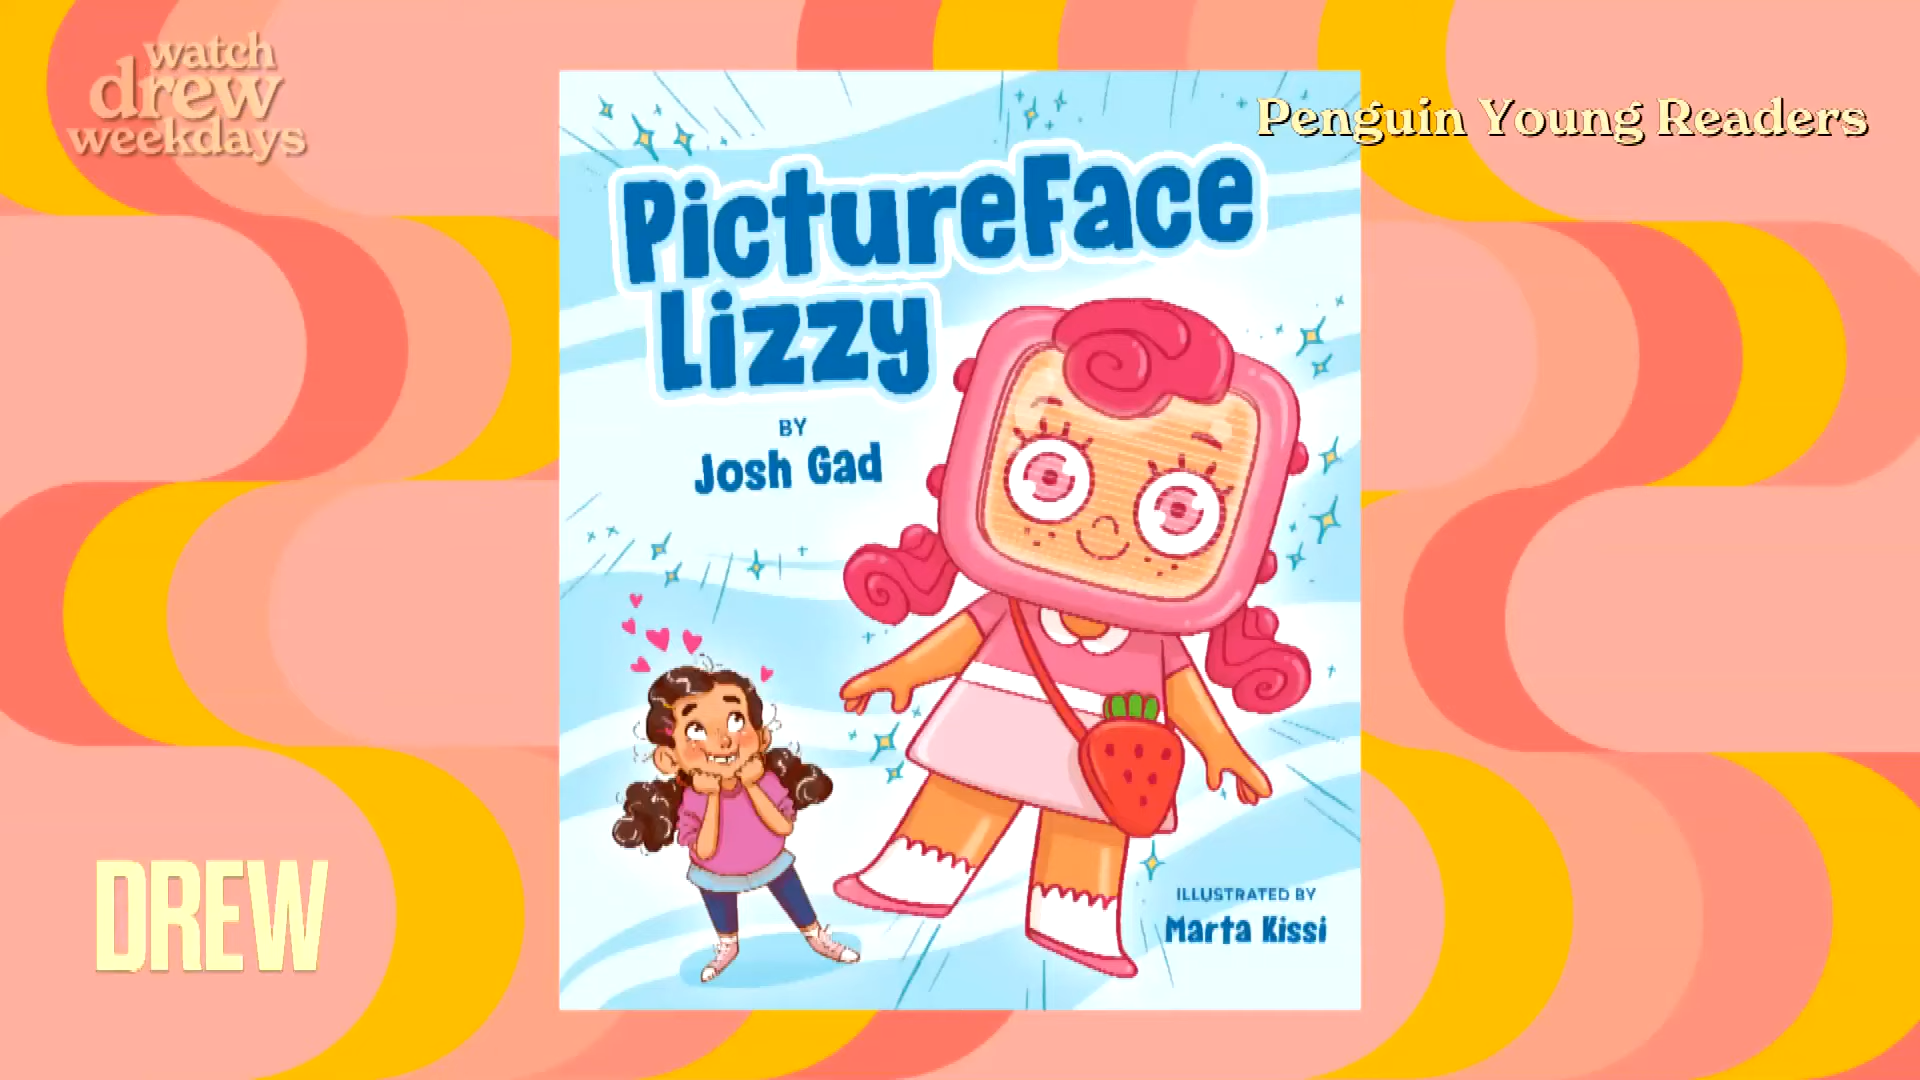 watch
drew
weekdays
Penguin Young Readers
PictureFace
Lizzy
BY
Josh Gad
ILLUSTRATED BY
Marta Kissi
DREW